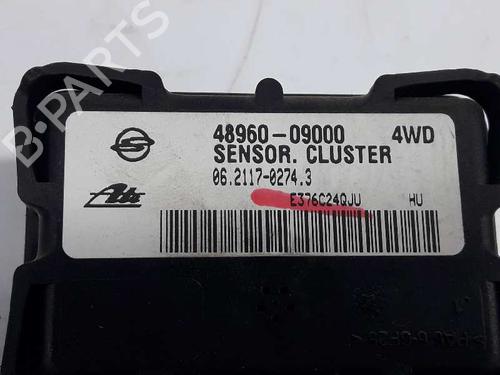 B-PARTS
48960-09000 4WD
SENSOR. CLUSTER
Ate
06.2117-0274.3
E376C24QJU HU